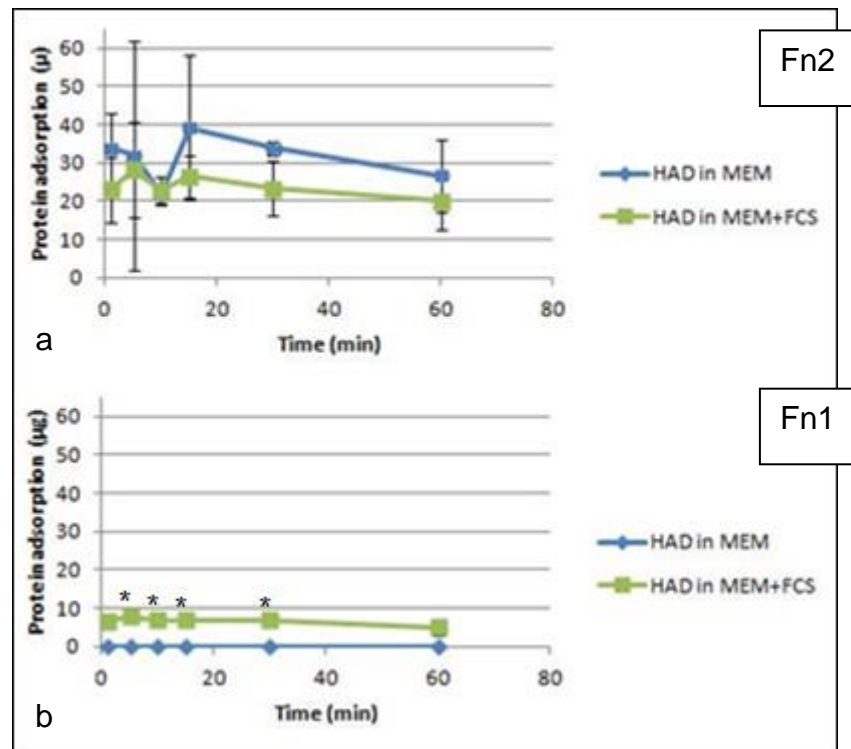 Fn2
Protein adsorption (µ)
60
50
40
30
20
10
0
0 20 40 60 80
Time (min)
HAD in MEM
HAD in MEM+FCS
a
Fn1
Protein adsorption (µg)
60
50
40
30
20
10
0
* * * *
0 20 40 60 80
Time (min)
HAD in MEM
HAD in MEM+FCS
b